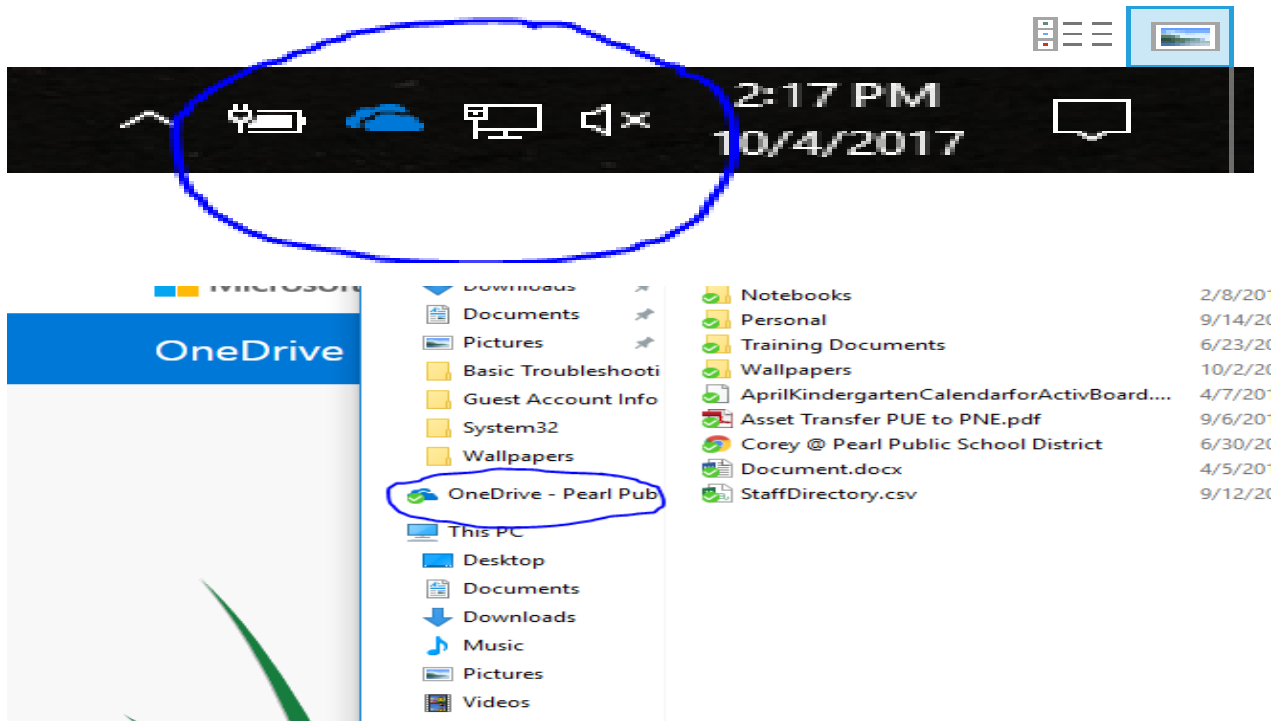 2:17 PM
10/4/2017
Microsoft
OneDrive
Downloads
Documents
Pictures
Basic Troubleshooti
Guest Account Info
System32
Wallpapers
OneDrive - Pearl Pub
This PC
Desktop
Documents
Downloads
Music
Pictures
Videos
Notebooks 2/8/201
Personal 9/14/20
Training Documents 6/23/20
Wallpapers 10/2/20
AprilKindergartenCalendarforActivBoard.... 4/7/201
Asset Transfer PUE to PNE.pdf 9/6/201
Corey @ Pearl Public School District 6/30/20
Document.docx 4/5/201
StaffDirectory.csv 9/12/20